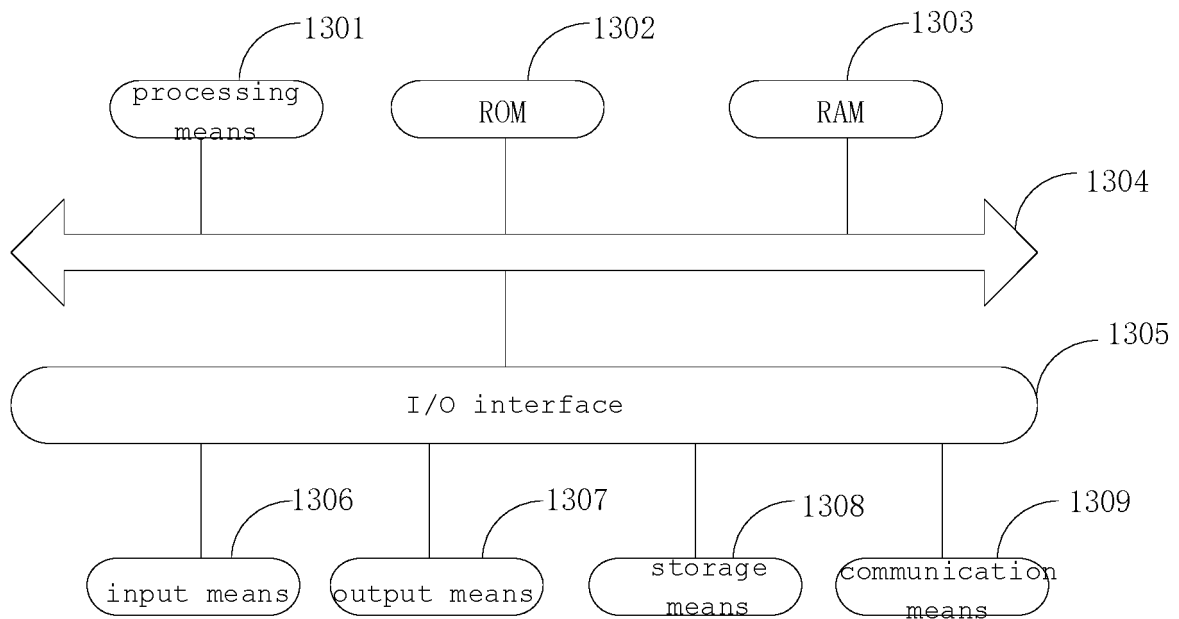 1301
1302
1303
processing
means
ROM
RAM
1304
1305
I/O interface
1306
1307
1308
1309
input means
output means
storage
means
communication
means